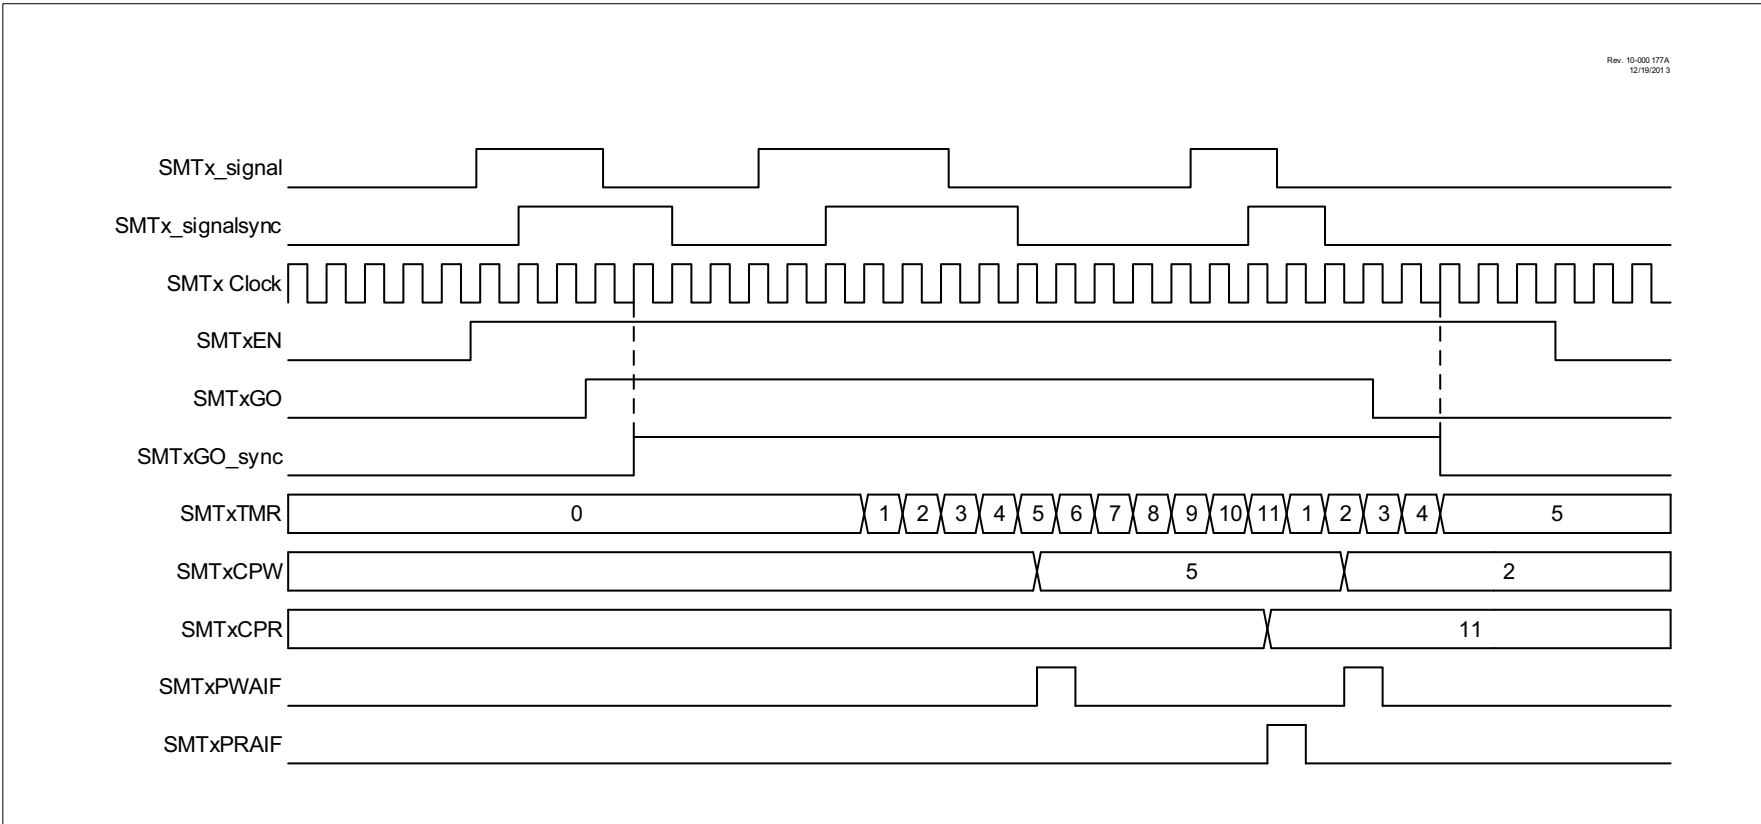 Rev. 10-000 177A
12/19/201 3
SMTx_signal
SMTx_signalsync
SMTx Clock
SMTxEN
SMTxGO
SMTxGO_sync
SMTxTMR 0 1 2 3 4 5 6 7 8 9 10 11 1 2 3 4 5
SMTxCPW 5 2
SMTxCPR 11
SMTxPWAIF
SMTxPRAIF